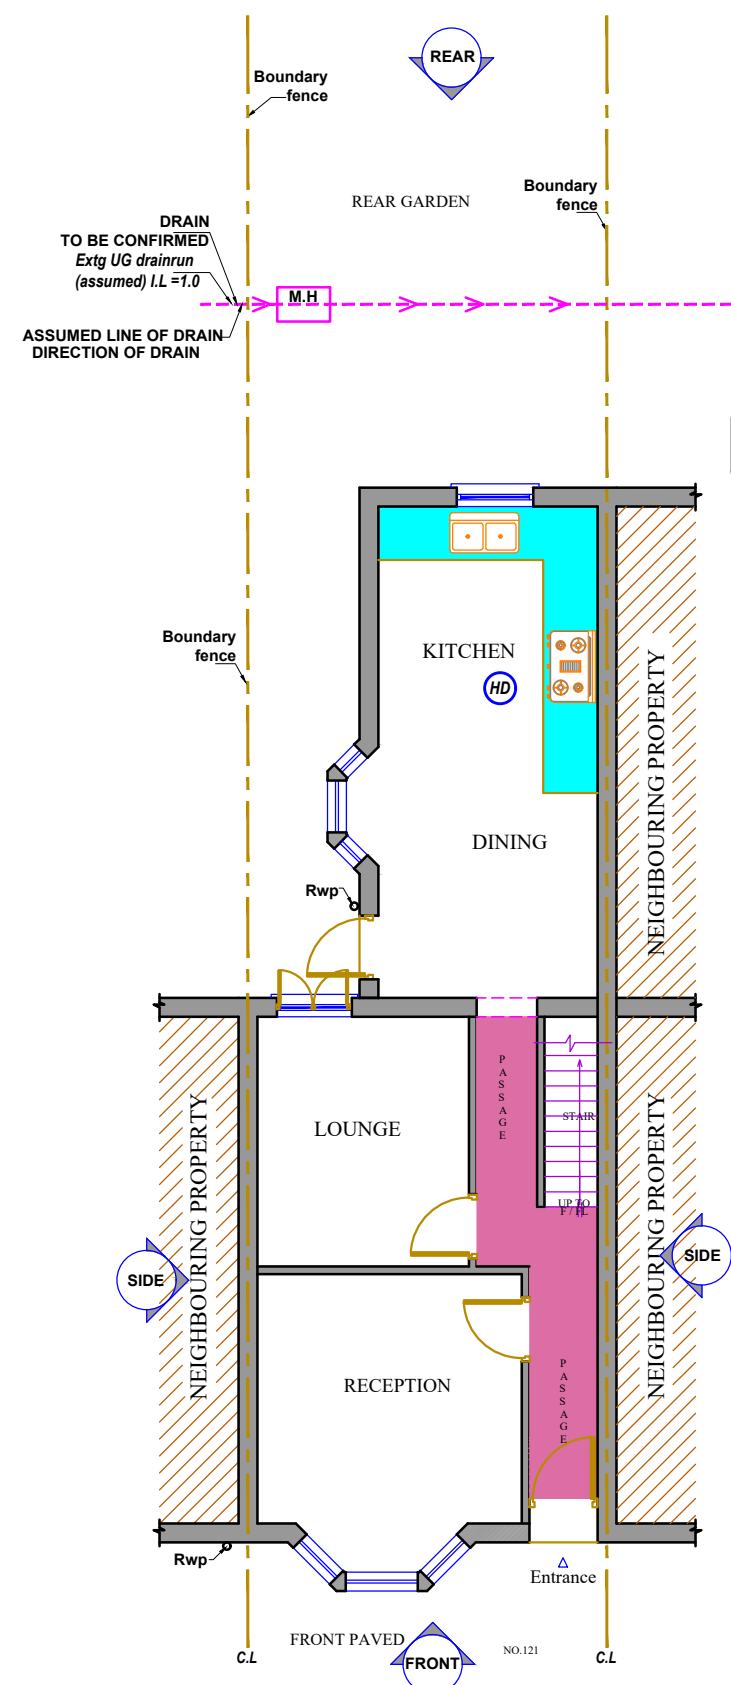 REAR
Boundary
fence
REAR GARDEN
Boundary
fence
DRAIN
TO BE CONFIRMED
Extg UG drainrun
(assumed) I.L =1.0
M.H
ASSUMED LINE OF DRAIN
DIRECTION OF DRAIN
Boundary
fence
KITCHEN
HD
NEIGHBOURING PROPERTY
DINING
Rwp
PASSAGE
STAIR
LOUNGE
UP TO
F / FL
NEIGHBOURING PROPERTY
NEIGHBOURING PROPERTY
SIDE
SIDE
RECEPTION
PASSAGE
Rwp
Entrance
FRONT PAVED
NO.121
FRONT
C.L
C.L